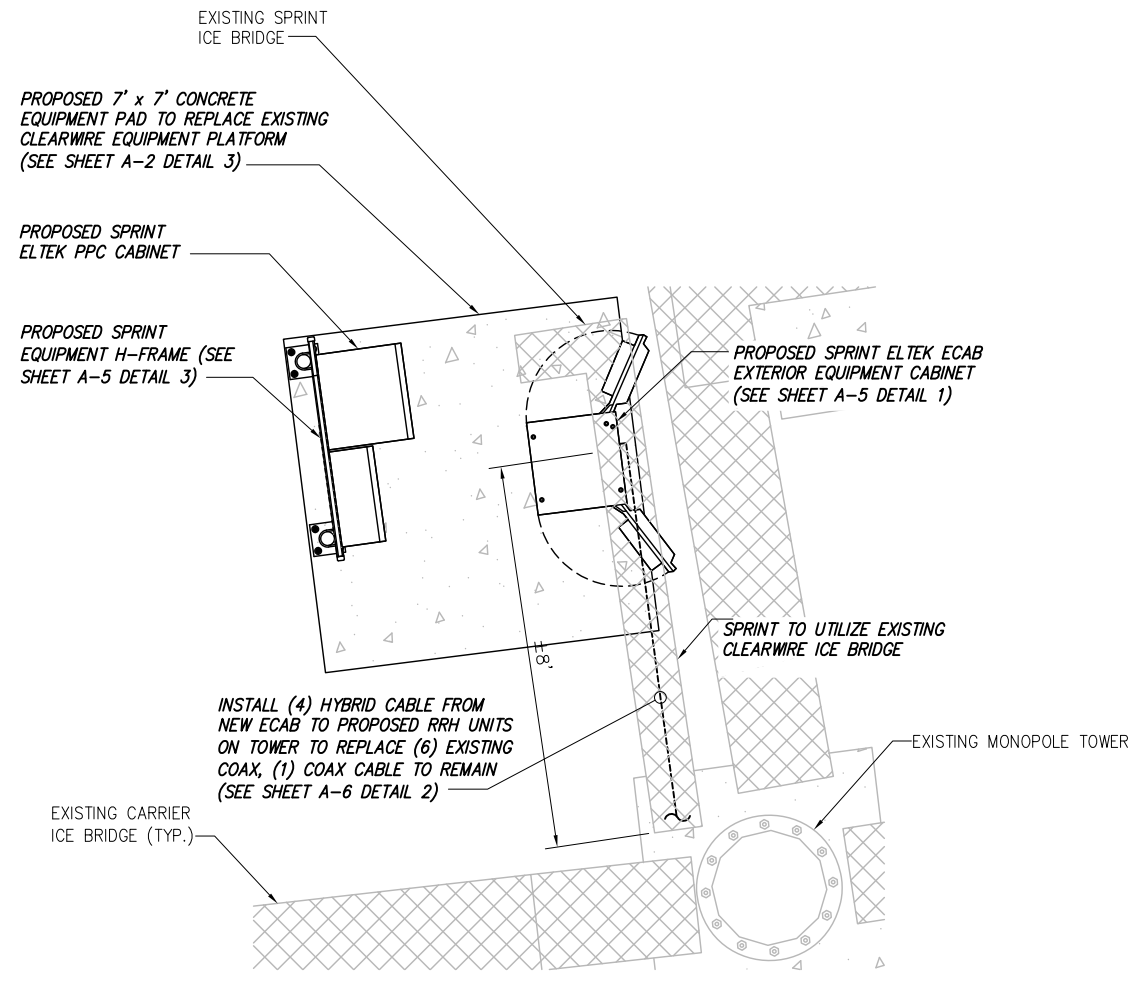 EXISTING SPRINT
ICE BRIDGE
PROPOSED 7' x 7' CONCRETE
EQUIPMENT PAD TO REPLACE EXISTING
CLEARWIRE EQUIPMENT PLATFORM
(SEE SHEET A-2 DETAIL 3)
PROPOSED SPRINT
ELTEK PPC CABINET
PROPOSED SPRINT
EQUIPMENT H-FRAME (SEE
SHEET A-5 DETAIL 3)
PROPOSED SPRINT ELTEK ECAB
EXTERIOR EQUIPMENT CABINET
(SEE SHEET A-5 DETAIL 1)
SPRINT TO UTILIZE EXISTING
CLEARWIRE ICE BRIDGE
±8'
INSTALL (4) HYBRID CABLE FROM
NEW ECAB TO PROPOSED RRH UNITS
ON TOWER TO REPLACE (6) EXISTING
COAX, (1) COAX CABLE TO REMAIN
(SEE SHEET A-6 DETAIL 2)
EXISTING MONOPOLE TOWER
EXISTING CARRIER
ICE BRIDGE (TYP.)